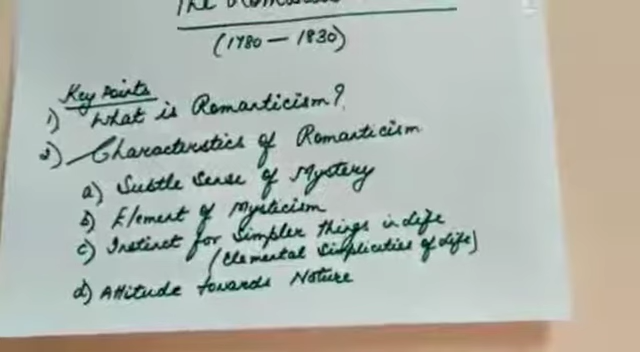 The
(1780 — 1830)
Key Points
1) What is Romanticism?
2) Characteristics of Romanticism
a) Subtle Sense of Mystery
b) Element of Mysticism
c) Instinct for Simpler things in life
(Elemental Simplicities of Life)
d) Attitude towards Nature